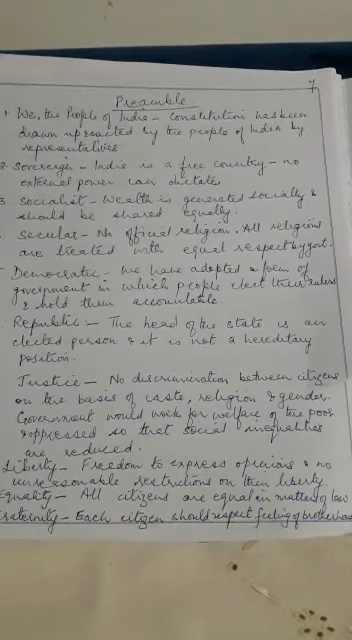 7
Preamble
1. We, the People of India - Constitution has been
drawn up & enacted by the people of India by
representatives
2. Sovereign - India is a free country - no
external power can dictate.
3. Socialist - Wealth is generated socially &
should be shared equally.
Secular - No official religion. All religions
are treated with equal respect by govt.
Democratic - We have adopted a form of
government in which people elect their rulers
& hold them accountable.
Republic - The head of the state is an
elected person & it is not a hereditary
position.
Justice - No discrimination between citizens
on the basis of caste, religion & gender.
Government would work for welfare of the poor
& oppressed so that social inequalities
are reduced.
Liberty - Freedom to express opinions & no
unreasonable restrictions on their liberty.
Equality - All citizens are equal in matters of law
raternity - Each citizen should respect feeling of brotherhood